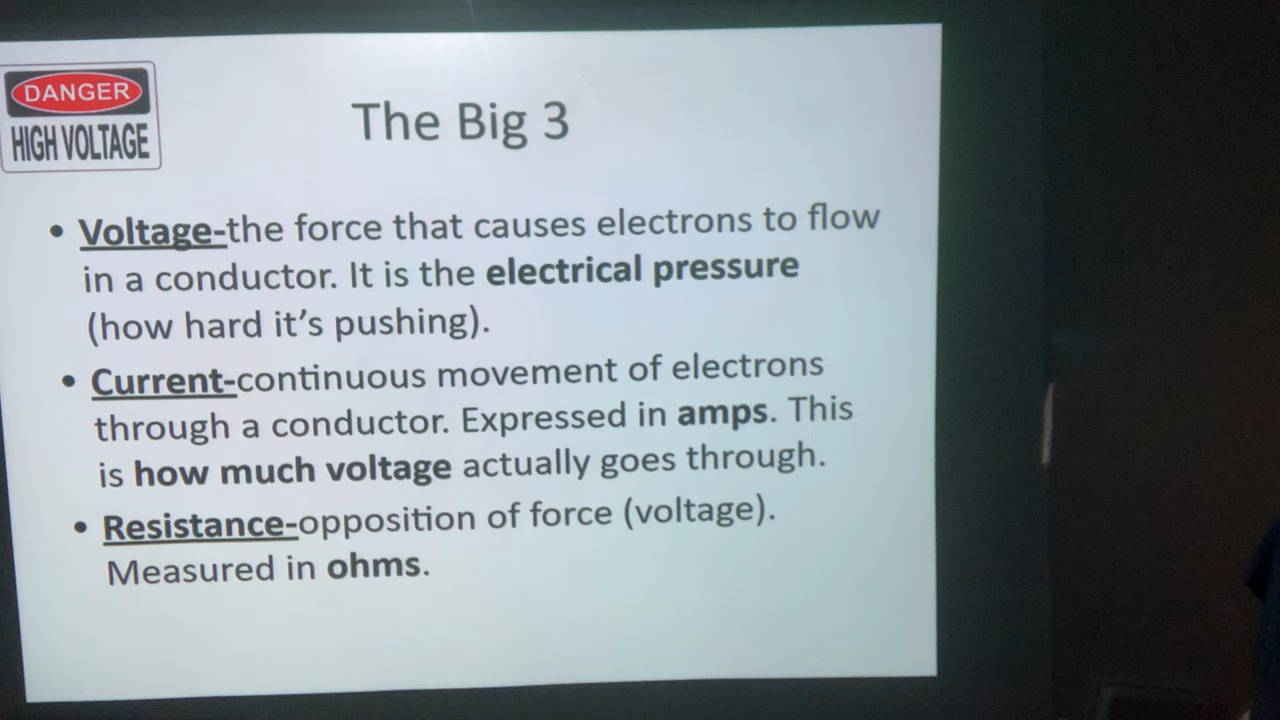 DANGER
HIGH VOLTAGE
The Big 3
• Voltage-the force that causes electrons to flow
in a conductor. It is the electrical pressure
(how hard it’s pushing).
• Current-continuous movement of electrons
through a conductor. Expressed in amps. This
is how much voltage actually goes through.
• Resistance-opposition of force (voltage).
Measured in ohms.